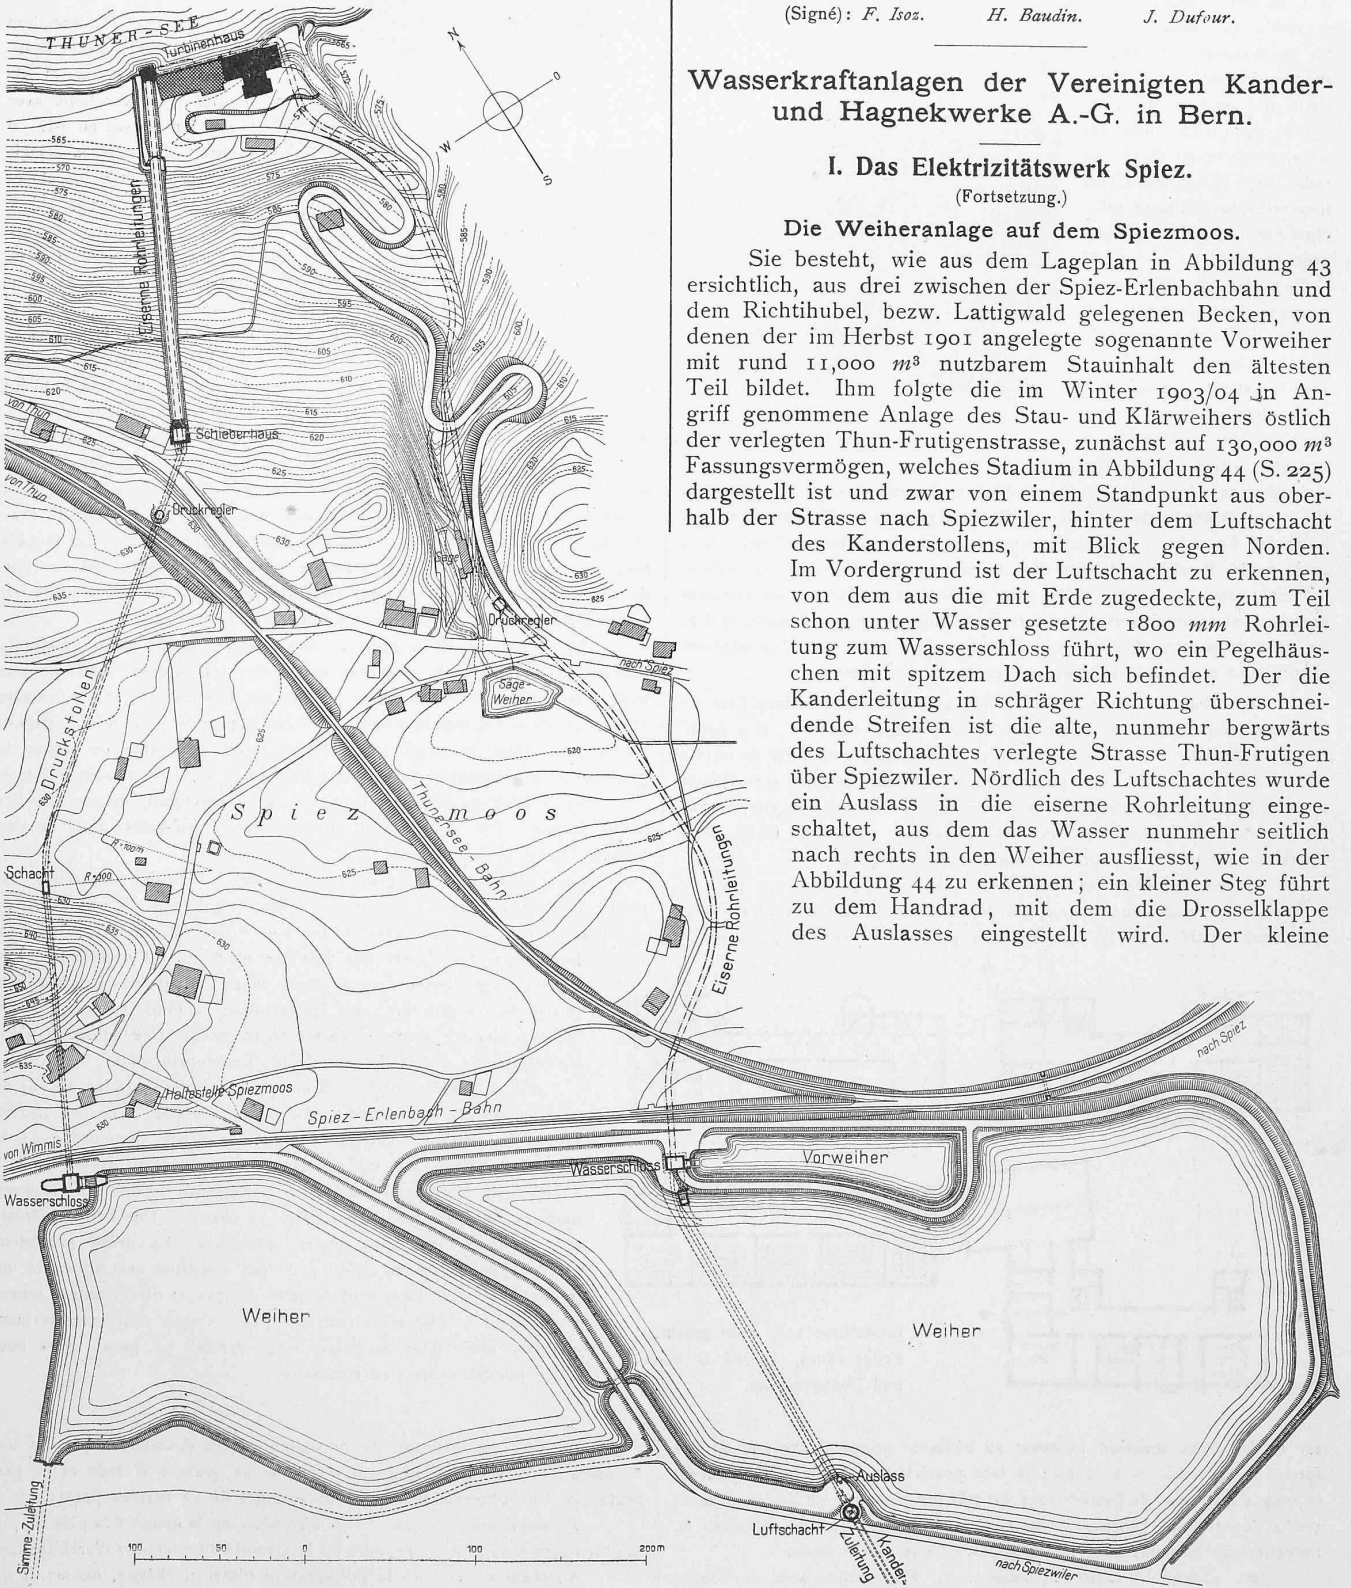 (Signé): F. Isoz. H. Baudin. J. Dufour.
Wasserkraftanlagen der Vereinigten Kander-
und Hagnekwerke A.-G. in Bern.
I. Das Elektrizitätswerk Spiez.
(Fortsetzung.)
Die Weiheranlage auf dem Spiezmoos.
Sie besteht, wie aus dem Lageplan in Abbildung 43
ersichtlich, aus drei zwischen der Spiez-Erlenbachbahn und
dem Richtihubel, bezw. Lattigwald gelegenen Becken, von
denen der im Herbst 1901 angelegte sogenannte Vorweiher
mit rund 11,000 m³ nutzbarem Stauinhalt den ältesten
Teil bildet. Ihm folgte die im Winter 1903/04 in An-
griff genommene Anlage des Stau- und Klärweihers östlich
der verlegten Thun-Frutigenstrasse, zunächst auf 130,000 m³
Fassungsvermögen, welches Stadium in Abbildung 44 (S. 225)
dargestellt ist und zwar von einem Standpunkt aus ober-
halb der Strasse nach Spiezwiler, hinter dem Luftschacht
des Kanderstollens, mit Blick gegen Norden.
Im Vordergrund ist der Luftschacht zu erkennen,
von dem aus die mit Erde zugedeckte, zum Teil
schon unter Wasser gesetzte 1800 mm Rohrlei-
tung zum Wasserschloss führt, wo ein Pegelhäus-
chen mit spitzem Dach sich befindet. Der die
Kanderleitung in schräger Richtung überschnei-
dende Streifen ist die alte, nunmehr bergwärts
des Luftschachtes verlegte Strasse Thun-Frutigen
über Spiezwiler. Nördlich des Luftschachtes wurde
ein Auslass in die eiserne Rohrleitung einge-
schaltet, aus dem das Wasser nunmehr seitlich
nach rechts in den Weiher ausfliesst, wie in der
Abbildung 44 zu erkennen; ein kleiner Steg führt
zu dem Handrad, mit dem die Drosselklappe
des Auslasses eingestellt wird. Der kleine
THUNER-SEE
Turbinenhaus
N
O
W
S
Eiserne Rohrleitungen
Schieberhaus
von Thun
von Thun
Druckregler
Säge
Druckregler
nach Spiez
Säge-
Weiher
Druckstollen
Spiezmoos
Thunersee-Bahn
Eiserne Rohrleitungen
Schacht
R=100m
R=100
Haltestelle Spiezmoos
Spiez-Erlenbach-Bahn
von Wimmis
nach Spiez
Wasserschloss
Wasserschloss
Vorweiher
Weiher
Weiher
Auslass
Luftschacht
Kander-
Zuleitung
nach Spiezwiler
Simme-Zuleitung
100 50 0 100 200m